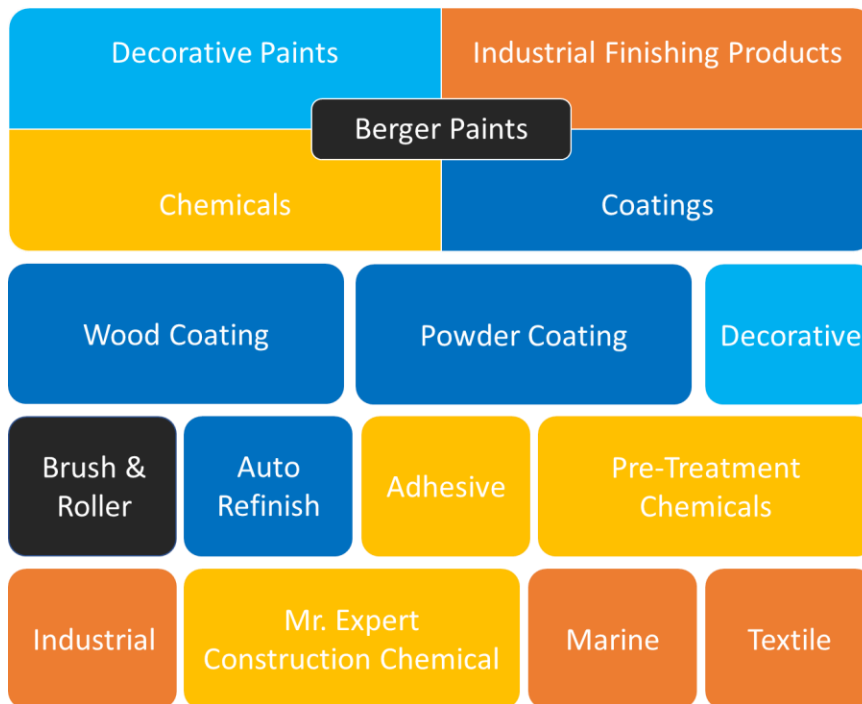 Decorative Paints
Industrial Finishing Products
Berger Paints
Chemicals
Coatings
Wood Coating
Powder Coating
Decorative
Brush &
Roller
Auto
Refinish
Adhesive
Pre-Treatment
Chemicals
Industrial
Mr. Expert
Construction Chemical
Marine
Textile